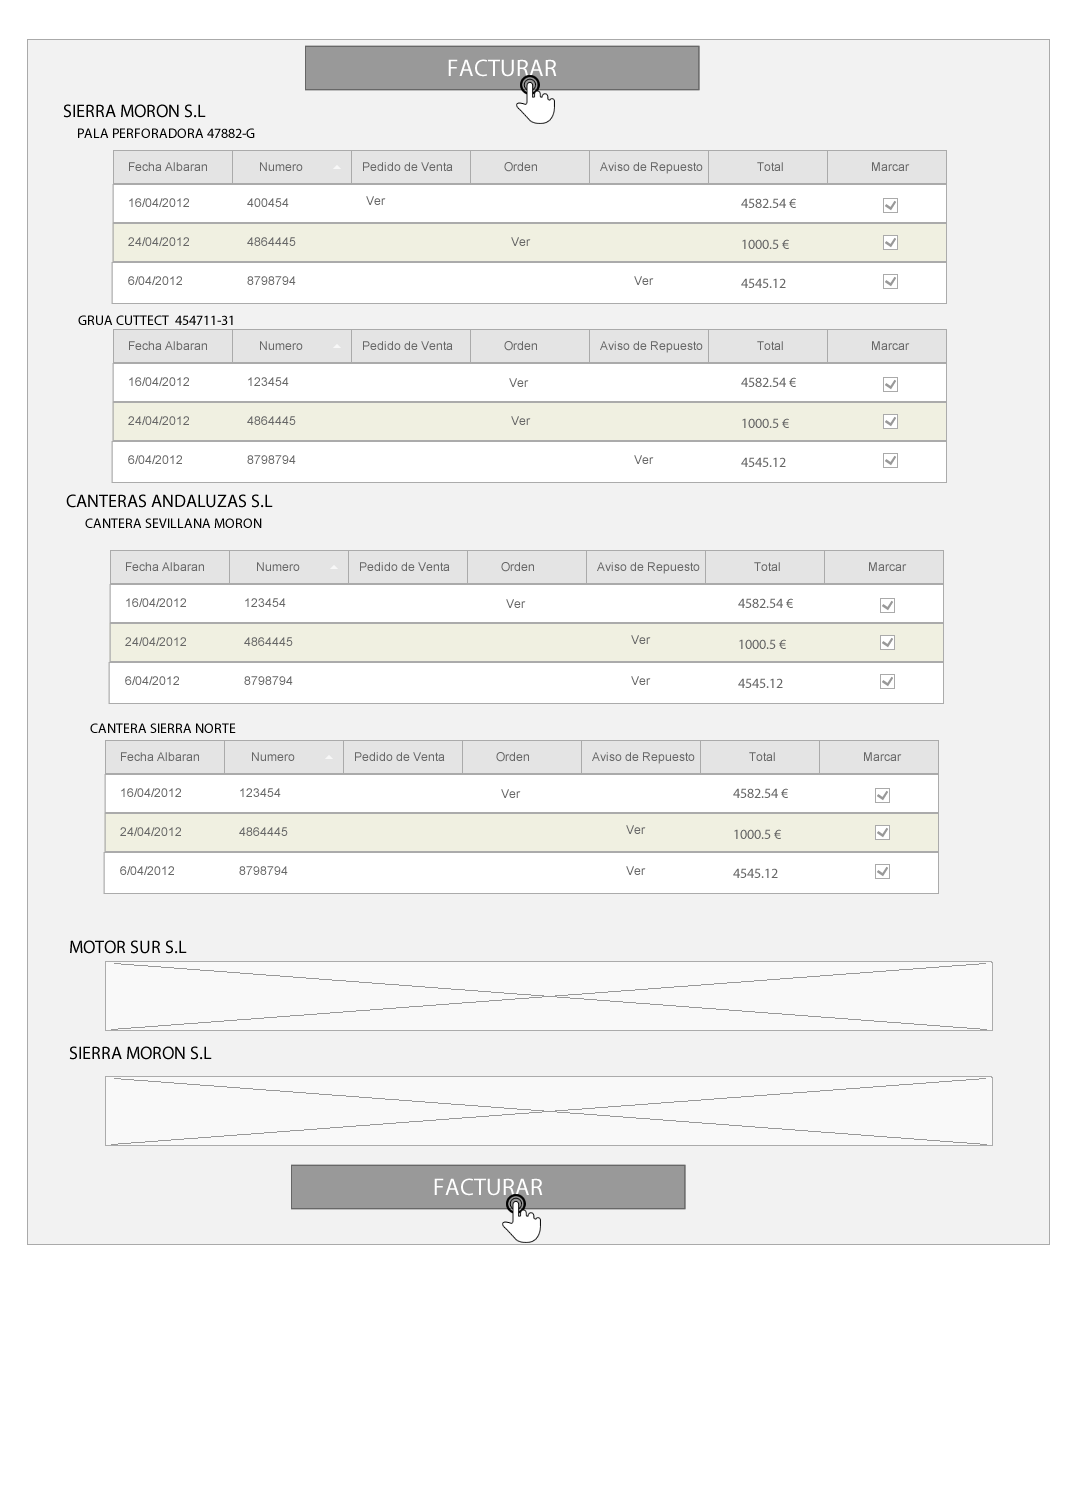 FACTURAR
SIERRA MORON S.L
PALA PERFORADORA 47882-G
Fecha Albaran Numero Pedido de Venta Orden Aviso de Repuesto Total Marcar
16/04/2012 400454 Ver 4582.54 €
24/04/2012 4864445 Ver 1000.5 €
6/04/2012 8798794 Ver 4545.12
GRUA CUTTECT 454711-31
Fecha Albaran Numero Pedido de Venta Orden Aviso de Repuesto Total Marcar
16/04/2012 123454 Ver 4582.54 €
24/04/2012 4864445 Ver 1000.5 €
6/04/2012 8798794 Ver 4545.12
CANTERAS ANDALUZAS S.L
CANTERA SEVILLANA MORON
Fecha Albaran Numero Pedido de Venta Orden Aviso de Repuesto Total Marcar
16/04/2012 123454 Ver 4582.54 €
24/04/2012 4864445 Ver 1000.5 €
6/04/2012 8798794 Ver 4545.12
CANTERA SIERRA NORTE
Fecha Albaran Numero Pedido de Venta Orden Aviso de Repuesto Total Marcar
16/04/2012 123454 Ver 4582.54 €
24/04/2012 4864445 Ver 1000.5 €
6/04/2012 8798794 Ver 4545.12
MOTOR SUR S.L
SIERRA MORON S.L
FACTURAR